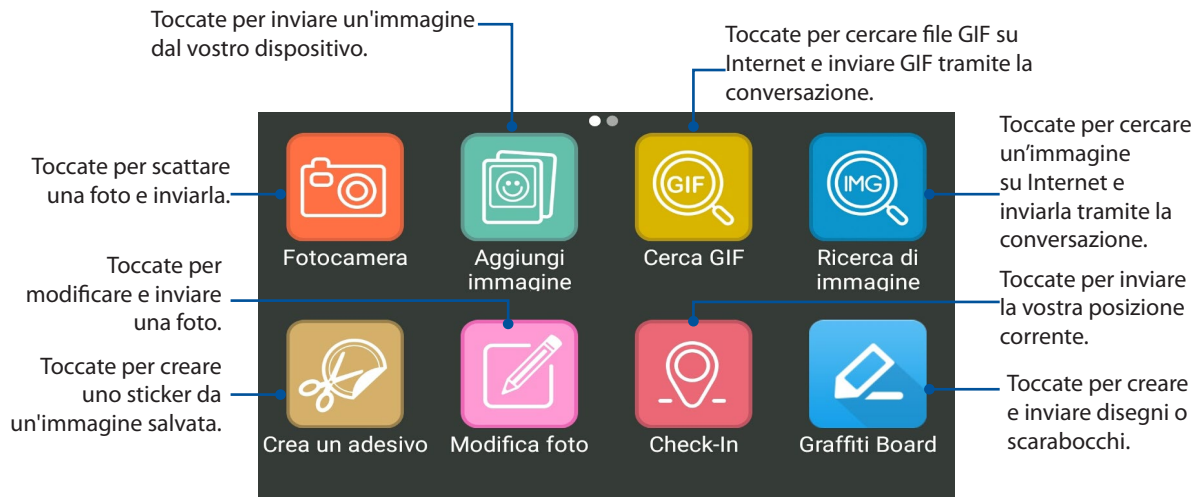 Toccate per inviare un'immagine
dal vostro dispositivo.
Toccate per cercare file GIF su
Internet e inviare GIF tramite la
conversazione.
Toccate per scattare
una foto e inviarla.
Toccate per cercare
un’immagine
su Internet e
inviarla tramite la
conversazione.
GIF
IMG
Fotocamera
Aggiungi
immagine
Cerca GIF
Ricerca di
immagine
Toccate per
modificare e inviare
una foto.
Toccate per inviare
la vostra posizione
corrente.
Toccate per creare
uno sticker da
un'immagine salvata.
Toccate per creare
e inviare disegni o
scarabocchi.
Crea un adesivo
Modifica foto
Check-In
Graffiti Board